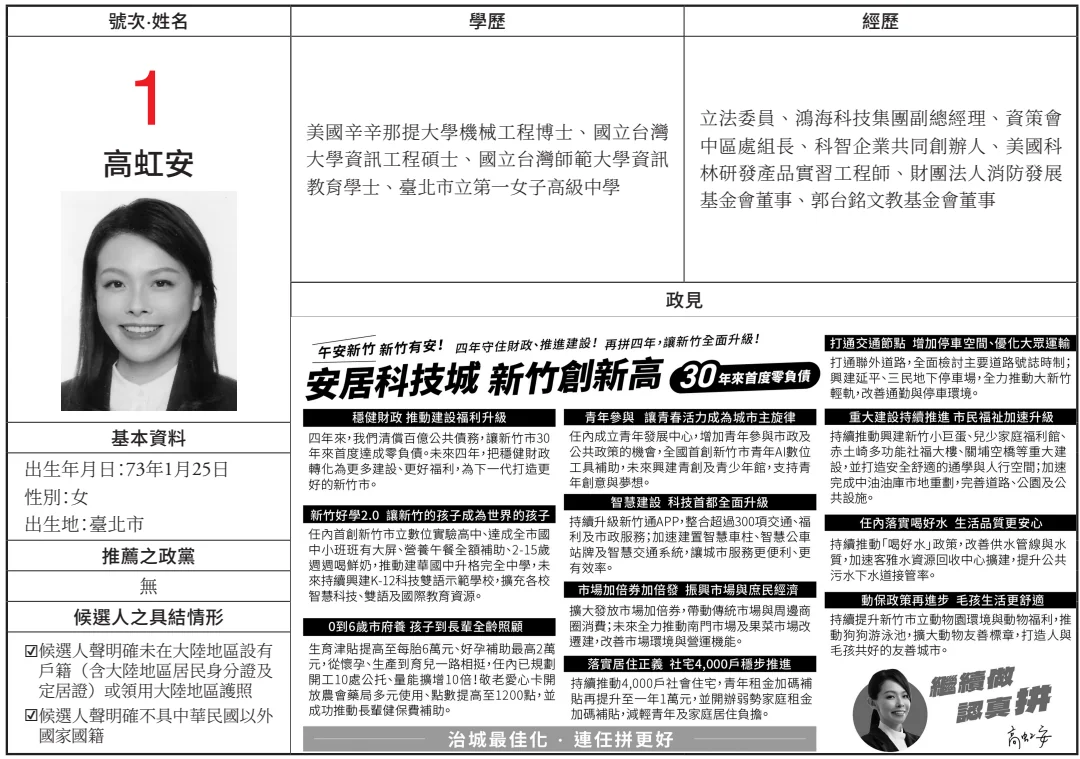 號次·姓名
1
高虹安
基本資料
出生年月日：73年1月25日
性別：女
出生地：臺北市
推薦之政黨
無
候選人之具結情形
☑候選人聲明確未在大陸地區設有
戶籍（含大陸地區居民身分證及
定居證）或領用大陸地區護照
☑候選人聲明確不具中華民國以外
國家國籍
學歷
美國辛辛那提大學機械工程博士、國立台灣
大學資訊工程碩士、國立台灣師範大學資訊
教育學士、臺北市立第一女子高級中學
經歷
立法委員、鴻海科技集團副總經理、資策會
中區處組長、科智企業共同創辦人、美國科
林研發產品實習工程師、財團法人消防發展
基金會董事、郭台銘文教基金會董事
政見
午安新竹 新竹有安！ 四年守住財政、推進建設！再拼四年，讓新竹全面升級！
安居科技城 新竹創新高 30年來首度零負債
穩健財政 推動建設福利升級
四年來，我們清償百億公共債務，讓新竹市30
年來首度達成零負債。未來四年，把穩健財政
轉化為更多建設、更好福利，為下一代打造更
好的新竹市。
新竹好學2.0 讓新竹的孩子成為世界的孩子
任內首創新竹市立數位實驗高中、達成全市國
中小班班有大屏、營養午餐全額補助、2-15歲
週週喝鮮奶，推動建華國中升格完全中學，未
來持續興建K-12科技雙語示範學校，擴充各校
智慧科技、雙語及國際教育資源。
0到6歲市府養 孩子到長輩全齡照顧
生育津貼提高至每胎6萬元、好孕補助最高2萬
元，從懷孕、生產到育兒一路相挺，任內已規劃
開工10處公托、量能擴增10倍！敬老愛心卡開
放農會藥局多元使用、點數提高至1200點，並
成功推動長輩健保費補助。
青年參與 讓青春活力成為城市主旋律
任內成立青年發展中心，增加青年參與市政及
公共政策的機會，全國首創新竹市青年AI數位
工具補助，未來興建青創及青少年館，支持青
年創意與夢想。
智慧建設 科技首都全面升級
持續升級新竹通APP，整合超過300項交通、福
利及市政服務；加速建置智慧車柱、智慧公車
站牌及智慧交通系統，讓城市服務更便利、更
有效率。
市場加倍券加倍發 振興市場與庶民經濟
擴大發放市場加倍券，帶動傳統市場與周邊商
圈消費；未來全力推動南門市場及果菜市場改
遷建，改善市場環境與營運機能。
落實居住正義 社宅4,000戶穩步推進
持續推動4,000戶社會住宅，青年租金加碼補
貼再提升至一年1萬元，並開辦弱勢家庭租金
加碼補貼，減輕青年及家庭居住負擔。
治城最佳化 · 連任拼更好
打通交通節點 增加停車空間、優化大眾運輸
打通聯外道路，全面檢討主要道路號誌時制；
興建延平、三民地下停車場，全力推動大新竹
輕軌，改善通勤與停車環境。
重大建設持續推進 市民福祉加速升級
持續推動興建新竹小巨蛋、兒少家庭福利館、
赤土崎多功能社福大樓、關埔空橋等重大建
設，並打造安全舒適的通學與人行空間；加速
完成中油油庫市地重劃，完善道路、公園及公
共設施。
任內落實喝好水 生活品質更安心
持續推動「喝好水」政策，改善供水管線與水
質，加速客雅水資源回收中心擴建，提升公共
污水下水道接管率。
動保政策再進步 毛孩生活更舒適
持續提升新竹市立動物園環境與動物福利，推
動狗狗游泳池，擴大動物友善標章，打造人與
毛孩共好的友善城市。
繼續做
認真拼
高虹安